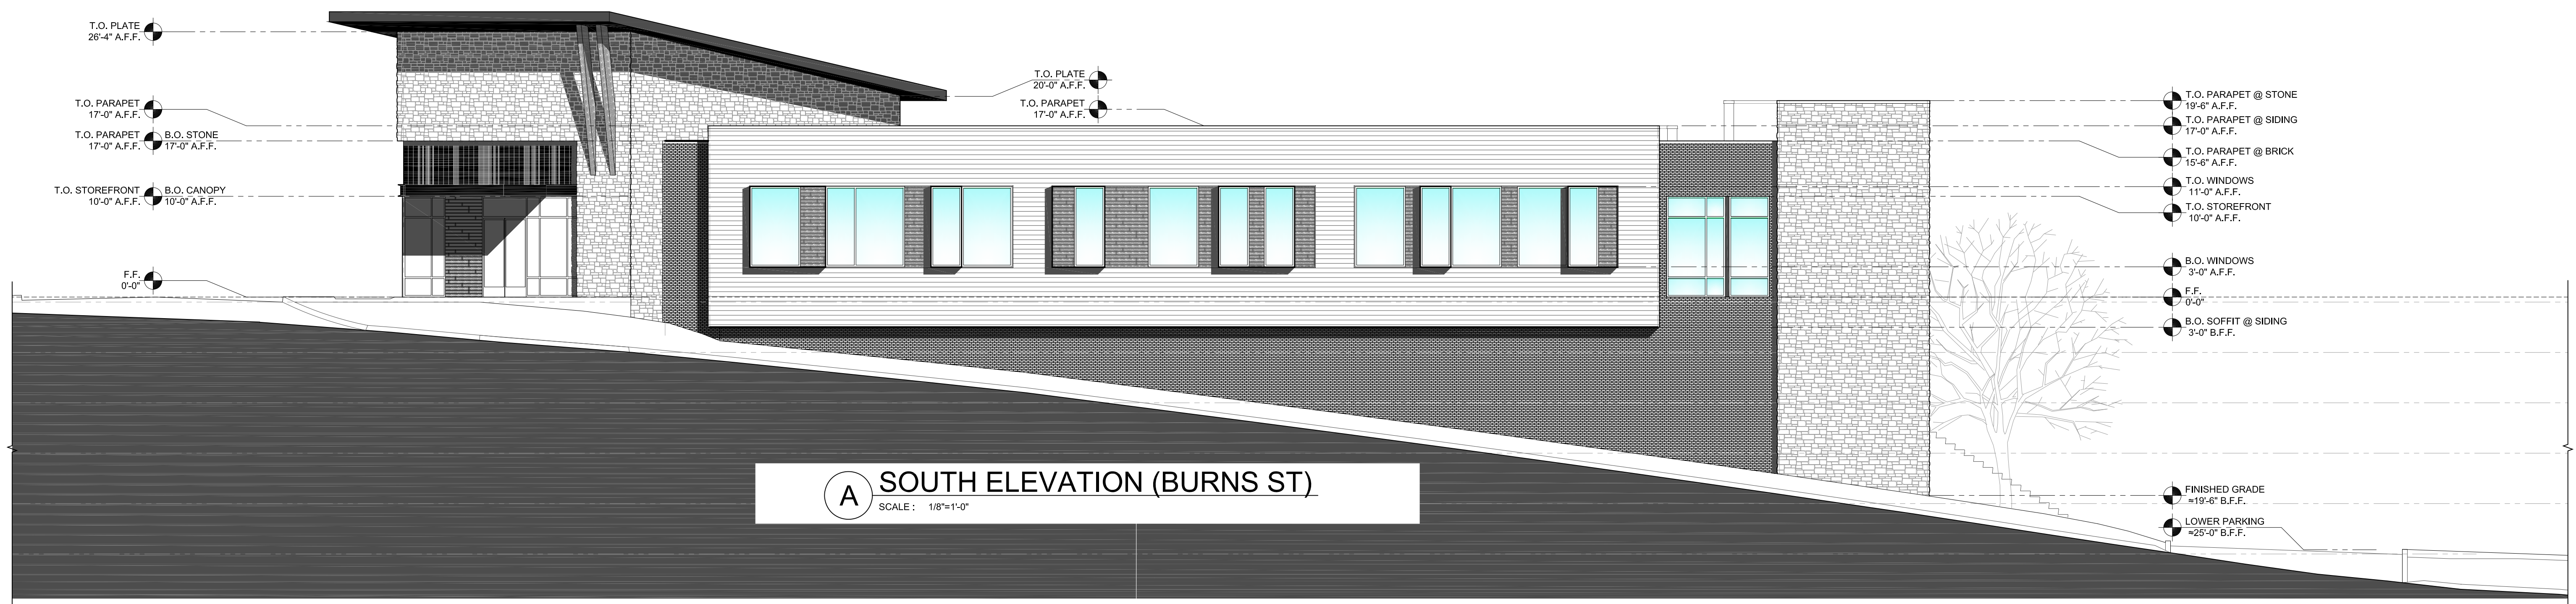 T.O. PLATE
26'-4" A.F.F.
T.O. PARAPET
17'-0" A.F.F.
T.O. PARAPET
17'-0" A.F.F.
B.O. STONE
17'-0" A.F.F.
T.O. STOREFRONT
10'-0" A.F.F.
B.O. CANOPY
10'-0" A.F.F.
F.F.
0'-0"
T.O. PLATE
20'-0" A.F.F.
T.O. PARAPET
17'-0" A.F.F.
T.O. PARAPET @ STONE
19'-6" A.F.F.
T.O. PARAPET @ SIDING
17'-0" A.F.F.
T.O. PARAPET @ BRICK
15'-6" A.F.F.
T.O. WINDOWS
11'-0" A.F.F.
T.O. STOREFRONT
10'-0" A.F.F.
B.O. WINDOWS
3'-0" A.F.F.
F.F.
0'-0"
B.O. SOFFIT @ SIDING
3'-0" B.F.F.
FINISHED GRADE
≈19'-6" B.F.F.
LOWER PARKING
≈25'-0" B.F.F.
A
SOUTH ELEVATION (BURNS ST)
SCALE : 1/8"=1'-0"